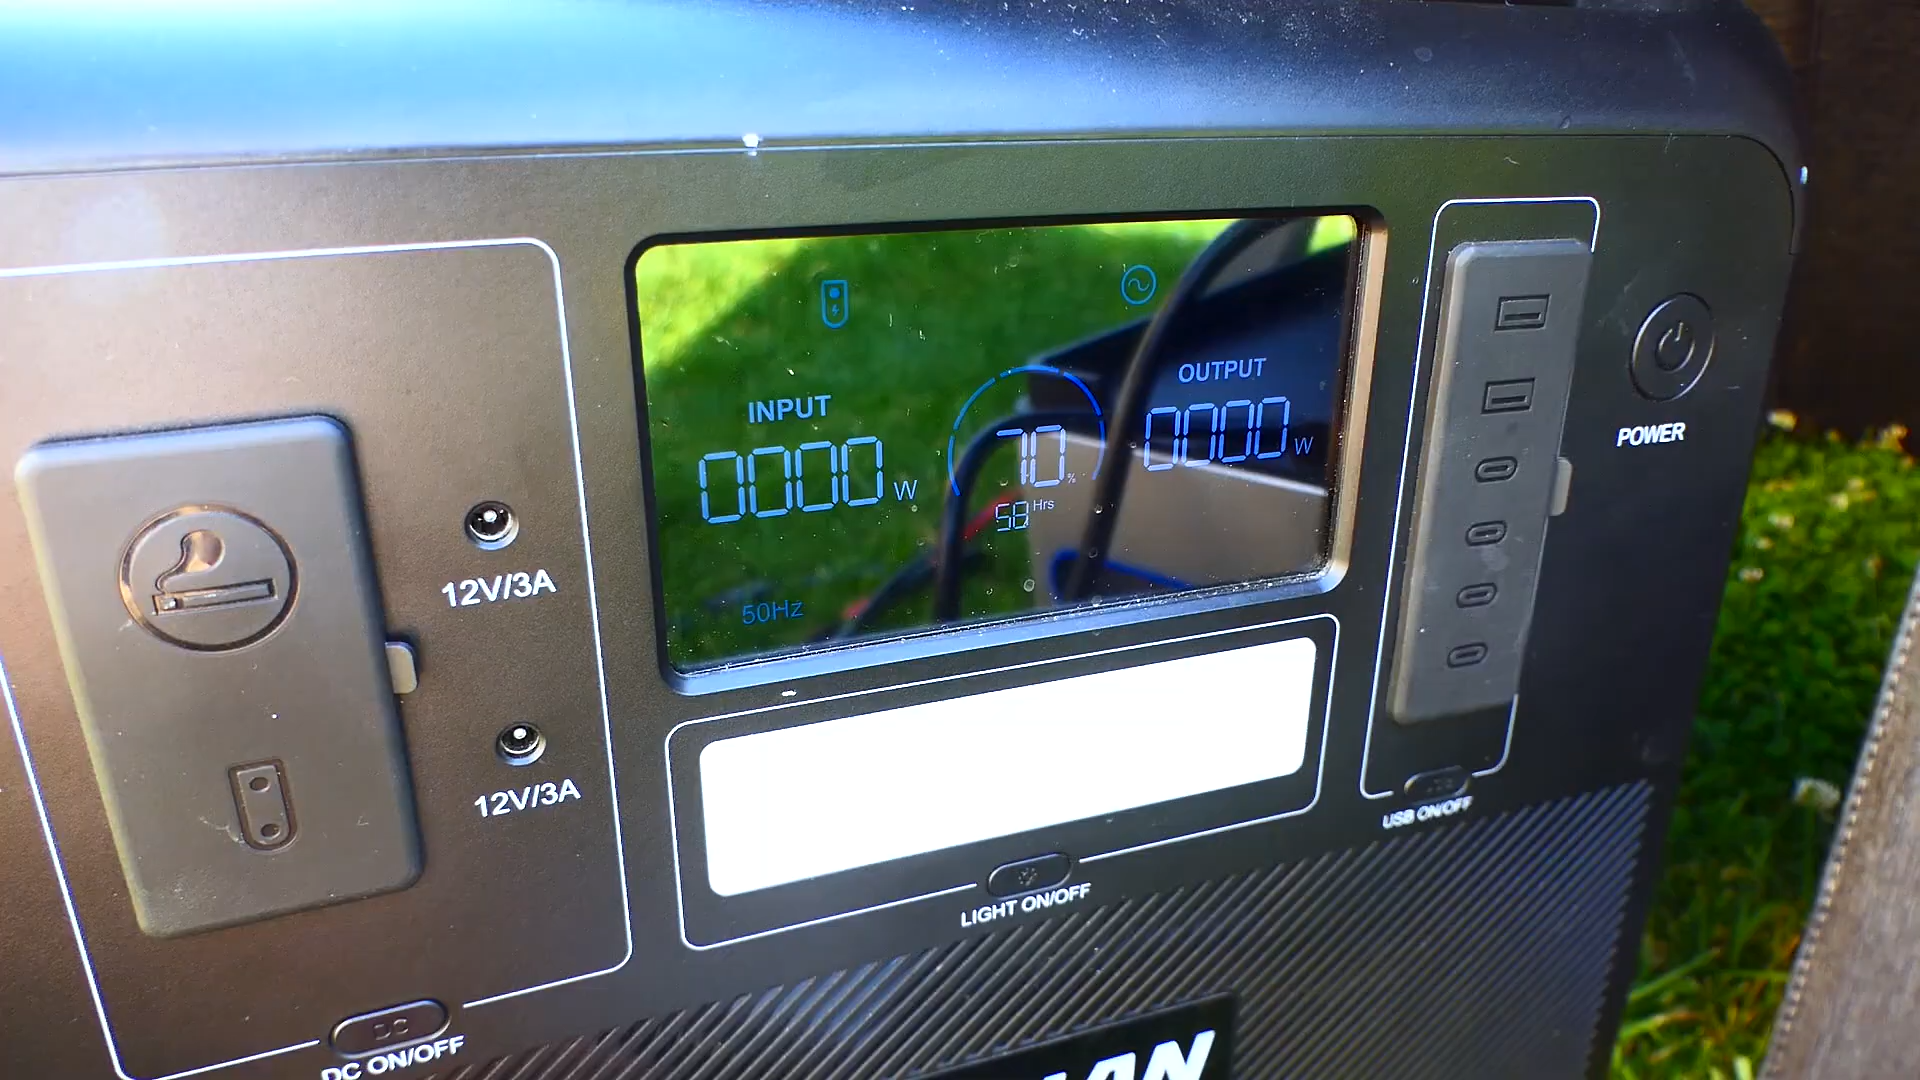 INPUT
0000 W
70 %
58 Hrs
OUTPUT
0000 W
50Hz
12V/3A
12V/3A
POWER
USB ON/OFF
LIGHT ON/OFF
DC
DC ON/OFF